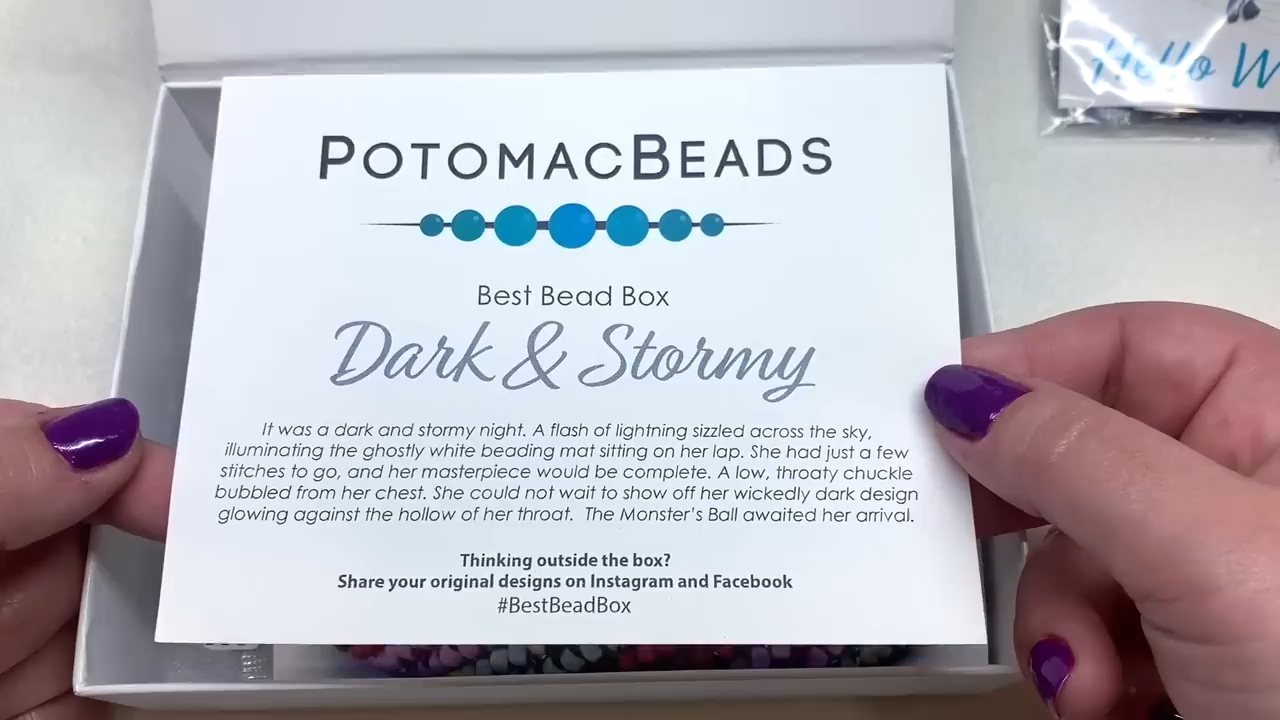 POTOMACBEADS
Best Bead Box
Dark & Stormy
It was a dark and stormy night. A flash of lightning sizzled across the sky,
illuminating the ghostly white beading mat sitting on her lap. She had just a few
stitches to go, and her masterpiece would be complete. A low, throaty chuckle
bubbled from her chest. She could not wait to show off her wickedly dark design
glowing against the hollow of her throat.  The Monster's Ball awaited her arrival.
Thinking outside the box?
Share your original designs on Instagram and Facebook
#BestBeadBox
Hello